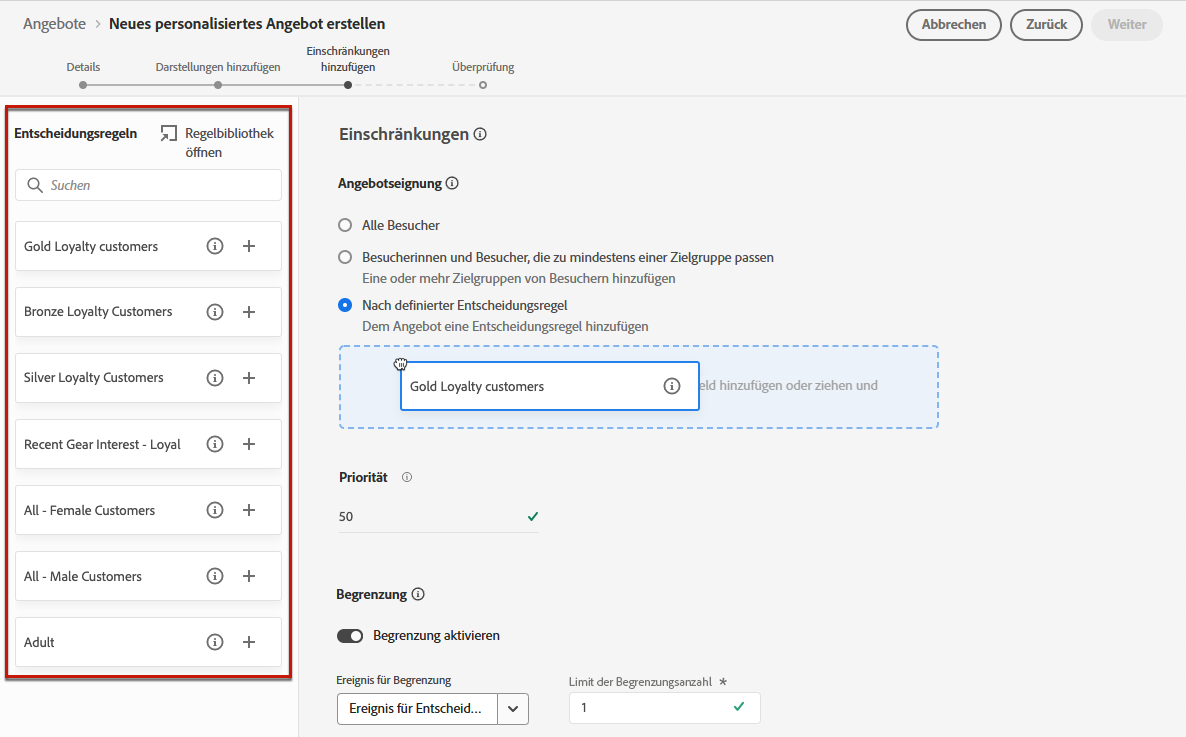 Angebote > Neues personalisiertes Angebot erstellen
Abbrechen
Zurück
Weiter
Details
Darstellungen hinzufügen
Einschränkungen
hinzufügen
Überprüfung
Entscheidungsregeln
Regelbibliothek
öffnen
Suchen
Gold Loyalty customers
Bronze Loyalty Customers
Silver Loyalty Customers
Recent Gear Interest - Loyal
All - Female Customers
All - Male Customers
Adult
Einschränkungen
Angebotseignung
Alle Besucher
Besucherinnen und Besucher, die zu mindestens einer Zielgruppe passen
Eine oder mehr Zielgruppen von Besuchern hinzufügen
Nach definierter Entscheidungsregel
Dem Angebot eine Entscheidungsregel hinzufügen
Gold Loyalty customers
eld hinzufügen oder ziehen und
Priorität
50
Begrenzung
Begrenzung aktivieren
Ereignis für Begrenzung
Ereignis für Entscheid...
Limit der Begrenzungsanzahl *
1